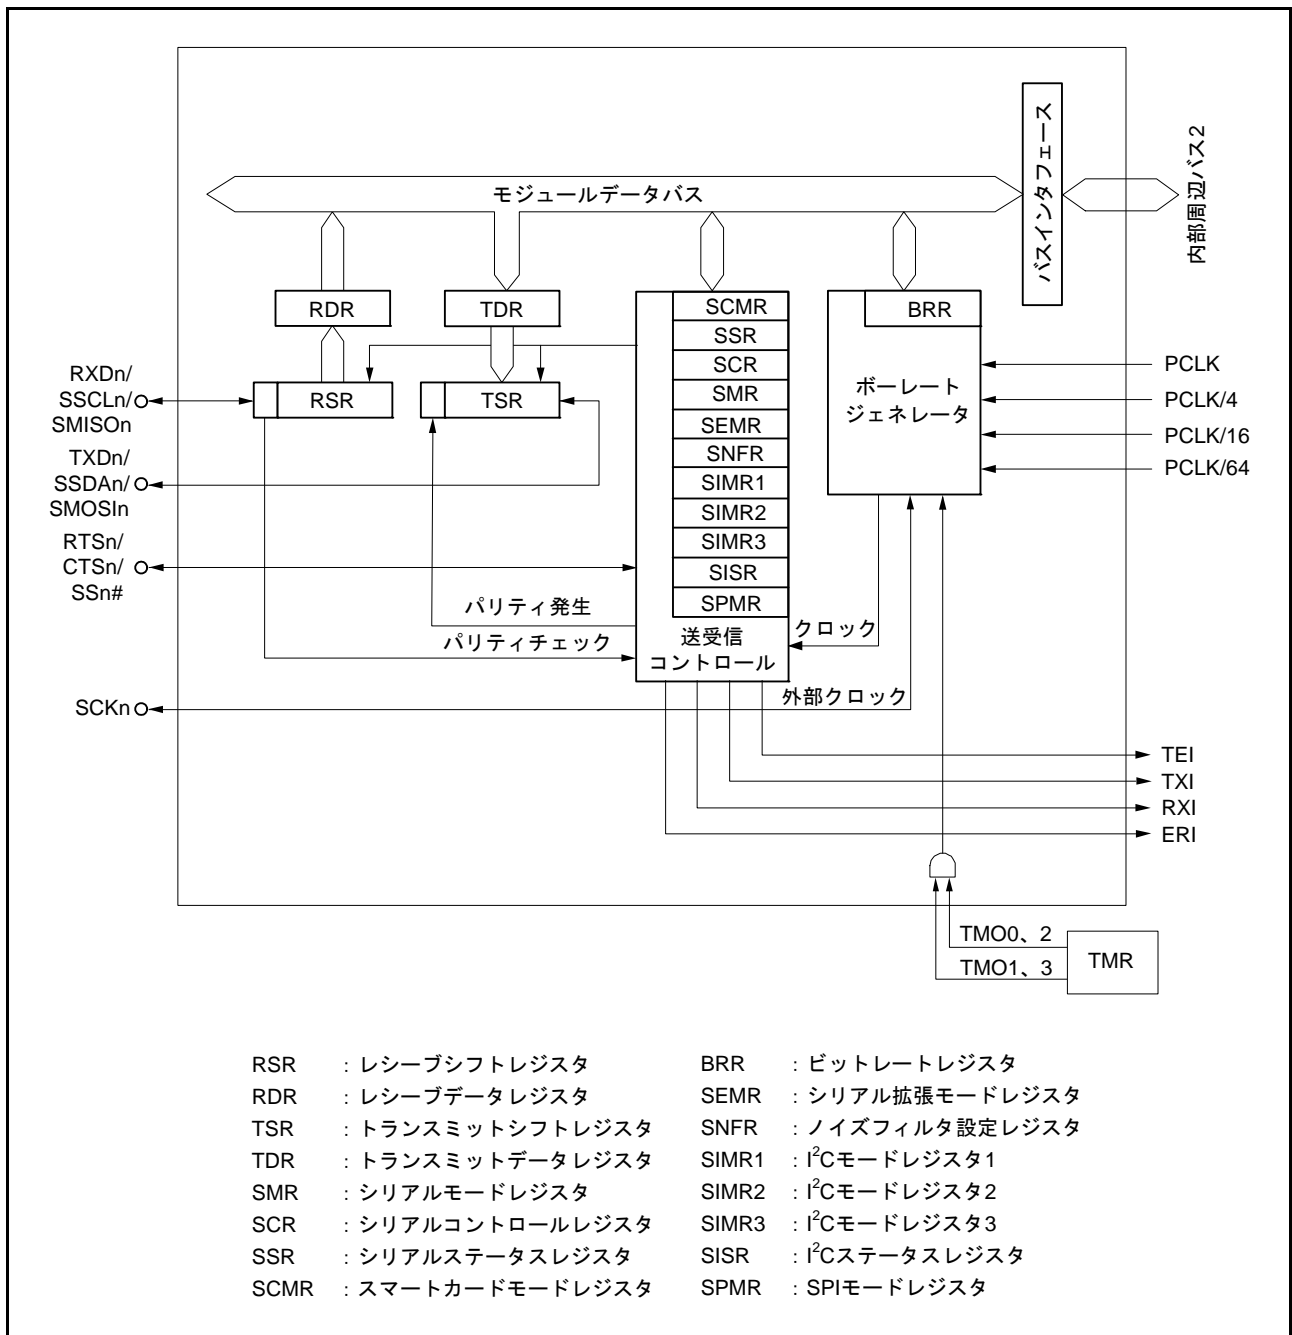 バスインタフェース
内部周辺バス2
モジュールデータバス
RDR
TDR
SCMR
BRR
SSR
SCR
SMR
SEMR
SNFR
SIMR1
SIMR2
SIMR3
SISR
SPMR
送受信
コントロール
ボーレート
ジェネレータ
PCLK
PCLK/4
PCLK/16
PCLK/64
RXDn/
SSCLn/
SMISOn
RSR
TSR
TXDn/
SSDAn/
SMOSIn
RTSn/
CTSn/
SSn#
パリティ発生
パリティチェック
クロック
外部クロック
SCKn
TEI
TXI
RXI
ERI
TMO0、2
TMO1、3
TMR
RSR : レシーブシフトレジスタ
RDR : レシーブデータレジスタ
TSR : トランスミットシフトレジスタ
TDR : トランスミットデータレジスタ
SMR : シリアルモードレジスタ
SCR : シリアルコントロールレジスタ
SSR : シリアルステータスレジスタ
SCMR : スマートカードモードレジスタ
BRR : ビットレートレジスタ
SEMR : シリアル拡張モードレジスタ
SNFR : ノイズフィルタ設定レジスタ
SIMR1 : I²Cモードレジスタ1
SIMR2 : I²Cモードレジスタ2
SIMR3 : I²Cモードレジスタ3
SISR : I²Cステータスレジスタ
SPMR : SPIモードレジスタ